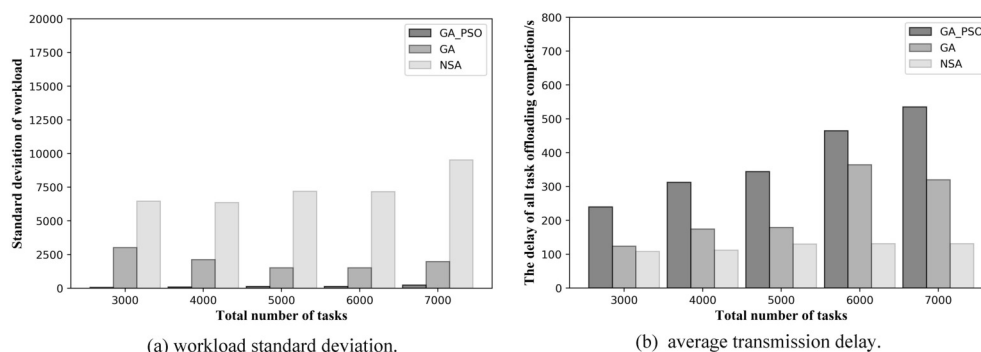 20000
17500
15000
12500
10000
7500
5000
2500
0
Standard deviation of workload
GA_PSO
GA
NSA
3000 4000 5000 6000 7000
Total number of tasks
(a) workload standard deviation.
800
700
600
500
400
300
200
100
0
The delay of all task offloading completion/s
GA_PSO
GA
NSA
3000 4000 5000 6000 7000
Total number of tasks
(b) average transmission delay.